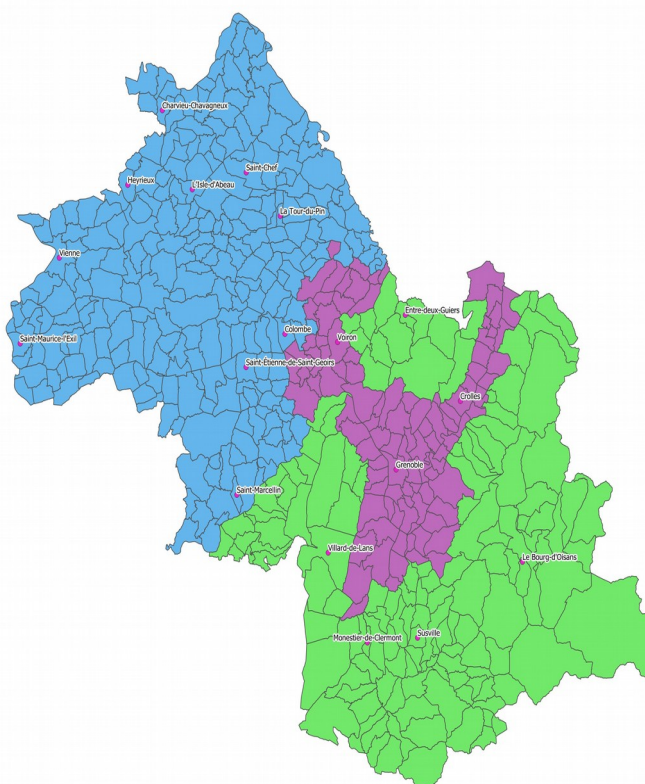 Charvieu-Chavagneux
Saint-Chef
Heyrieux
L'Isle-d'Abeau
La Tour-du-Pin
Vienne
Entre-deux-Guiers
Colombe
Voiron
Saint-Maurice-l'Exil
Saint-Étienne-de-Saint-Geoirs
Crolles
Grenoble
Saint-Marcellin
Villard-de-Lans
Le Bourg-d'Oisans
Susville
Monestier-de-Clermont